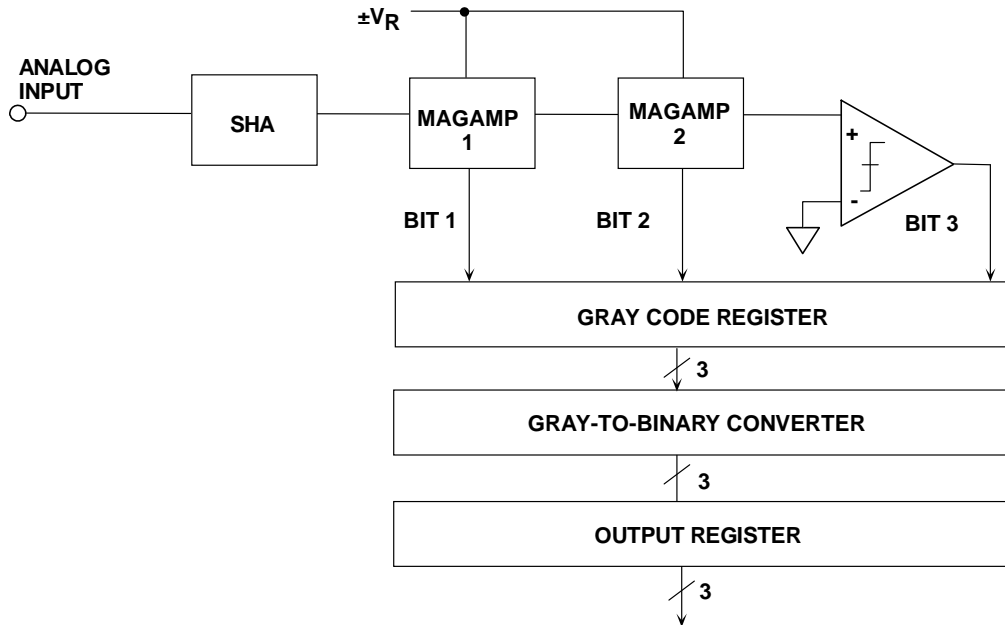 ±VR
ANALOG
INPUT
SHA
MAGAMP
1
MAGAMP
2
+
-
BIT 1
BIT 2
BIT 3
GRAY CODE REGISTER
3
GRAY-TO-BINARY CONVERTER
3
OUTPUT REGISTER
3